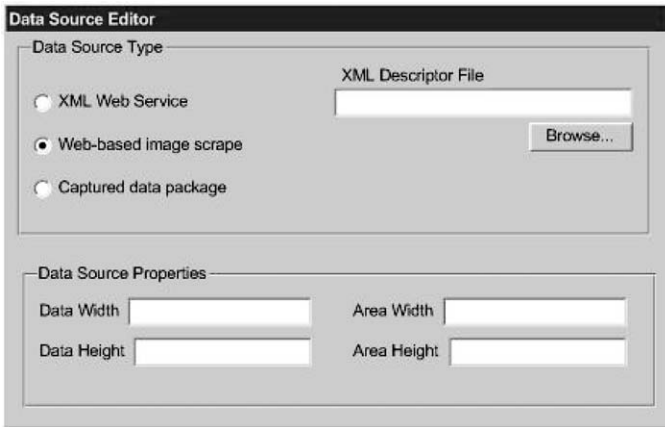 Data Source Editor
Data Source Type
XML Descriptor File
XML Web Service
Web-based image scrape
Browse...
Captured data package
Data Source Properties
Data Width
Area Width
Data Height
Area Height